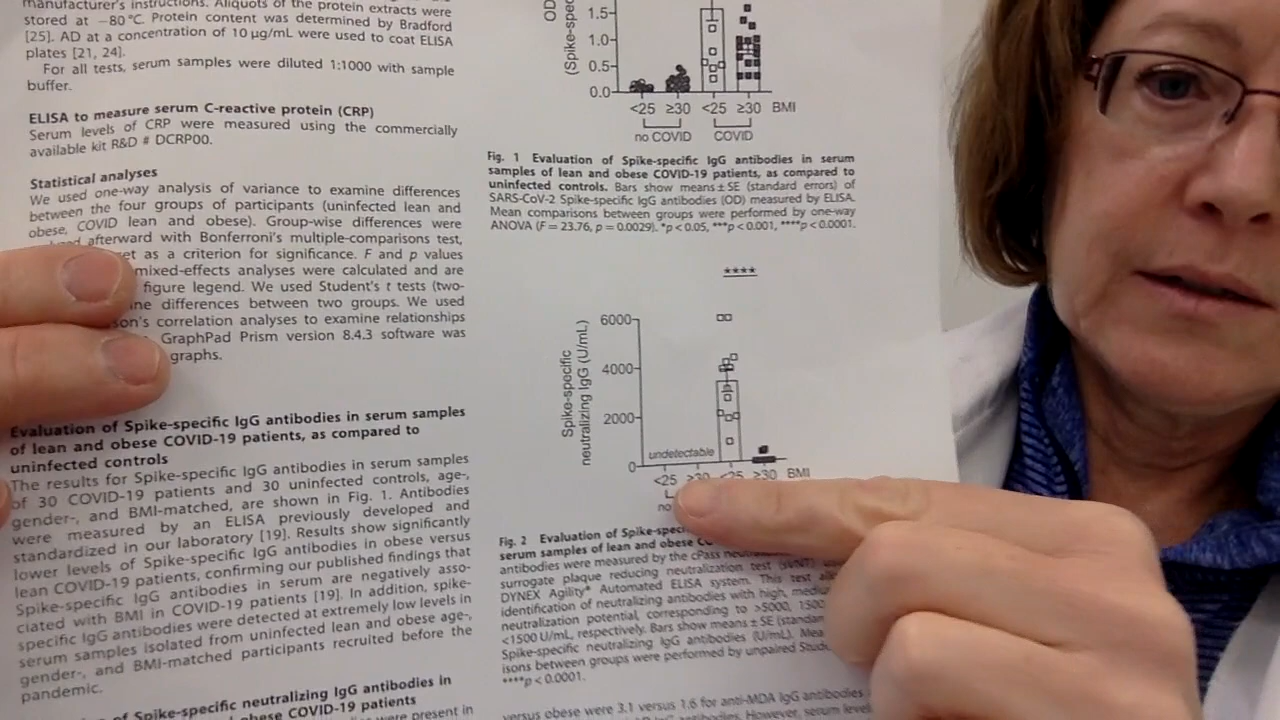 manufacturer's instructions. Aliquots of the protein extracts were
stored at −80 °C. Protein content was determined by Bradford
[25]. AD at a concentration of 10 μg/mL were used to coat ELISA
plates [21, 24].
For all tests, serum samples were diluted 1:1000 with sample
buffer.
ELISA to measure serum C-reactive protein (CRP)
Serum levels of CRP were measured using the commercially
available kit R&D # DCRP00.
Statistical analyses
We used one-way analysis of variance to examine differences
between the four groups of participants (uninfected lean and
obese, COVID lean and obese). Group-wise differences were
afterward with Bonferroni's multiple-comparisons test,
as a criterion for significance. F and p values
mixed-effects analyses were calculated and are
figure legend. We used Student's t tests (two-
differences between two groups. We used
correlation analyses to examine relationships
GraphPad Prism version 8.4.3 software was
graphs.
Evaluation of Spike-specific IgG antibodies in serum samples
of lean and obese COVID-19 patients, as compared to
uninfected controls
The results for Spike-specific IgG antibodies in serum samples
of 30 COVID-19 patients and 30 uninfected controls, age-,
gender-, and BMI-matched, are shown in Fig. 1. Antibodies
were measured by an ELISA previously developed and
standardized in our laboratory [19]. Results show significantly
lower levels of Spike-specific IgG antibodies in obese versus
lean COVID-19 patients, confirming our published findings that
Spike-specific IgG antibodies in serum are negatively asso-
ciated with BMI in COVID-19 patients [19]. In addition, spike-
specific IgG antibodies were detected at extremely low levels in
serum samples isolated from uninfected lean and obese age-,
gender-, and BMI-matched participants recruited before the
pandemic.
of Spike-specific neutralizing IgG antibodies in
obese COVID-19 patients
were present in
OD
(Spike-spec
1.5
1.0
0.5
0.0
<25 ≥30 <25 ≥30 BMI
no COVID COVID
Fig. 1 Evaluation of Spike-specific IgG antibodies in serum
samples of lean and obese COVID-19 patients, as compared to
uninfected controls. Bars show means ± SE (standard errors) of
SARS-CoV-2 Spike-specific IgG antibodies (OD) measured by ELISA.
Mean comparisons between groups were performed by one-way
ANOVA (F = 23.76, p = 0.0029). *p < 0.05, ***p < 0.001, ****p < 0.0001.
****
Spike-specific
neutralizing IgG (U/mL)
6000
4000
2000
0
undetectable
<25 ≥30 <25 ≥30 BMI
no
Fig. 2 Evaluation of Spike-speci
serum samples of lean and obese
antibodies were measured by the cPass
surrogate plaque reducing neutralization test (sVNT)
DYNEX Agility® Automated ELISA system. This test
identification of neutralizing antibodies with high, mediu
neutralization potential, corresponding to >5000, 1500
<1500 U/mL, respectively. Bars show means ± SE (standar
Spike-specific neutralizing IgG antibodies (U/mL). Mea
isons between groups were performed by unpaired Stude
****p < 0.0001.
versus obese were 3.1 versus 1.6 for anti-MDA IgG antibodies
antibodies. However, serum level